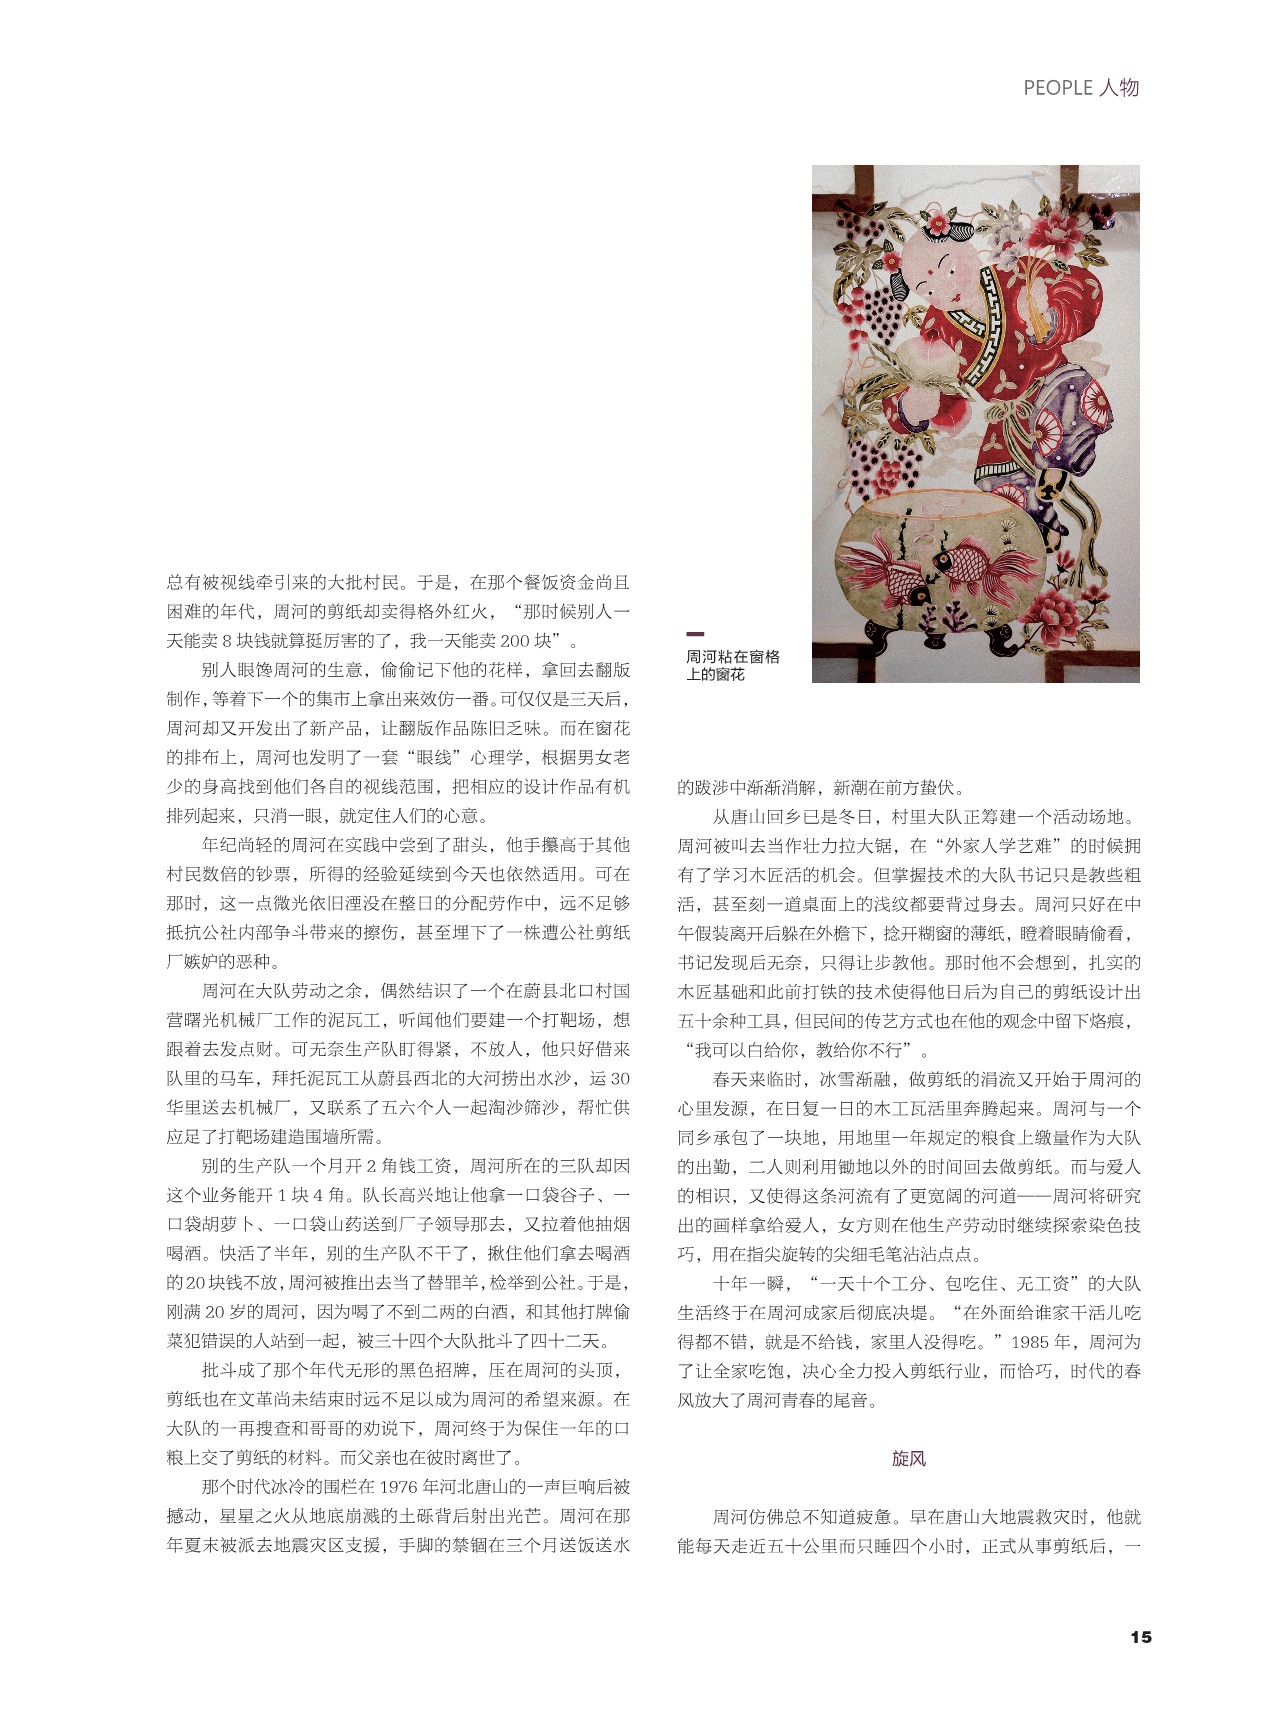 PEOPLE 人物
总有被视线牵引来的大批村民。于是，在那个餐饭资金尚且
困难的年代，周河的剪纸却卖得格外红火，“那时候别人一
天能卖 8 块钱就算挺厉害的了，我一天能卖 200 块”。
别人眼馋周河的生意，偷偷记下他的花样，拿回去翻版
制作，等着下一个的集市上拿出来效仿一番。可仅仅是三天后，
周河却又开发出了新产品，让翻版作品陈旧乏味。而在窗花
的排布上，周河也发明了一套“眼线”心理学，根据男女老
少的身高找到他们各自的视线范围，把相应的设计作品有机
排列起来，只消一眼，就定住人们的心意。
年纪尚轻的周河在实践中尝到了甜头，他手攥高于其他
村民数倍的钞票，所得的经验延续到今天也依然适用。可在
那时，这一点微光依旧湮没在整日的分配劳作中，远不足够
抵抗公社内部争斗带来的擦伤，甚至埋下了一株遭公社剪纸
厂嫉妒的恶种。
周河在大队劳动之余，偶然结识了一个在蔚县北口村国
营曙光机械厂工作的泥瓦工，听闻他们要建一个打靶场，想
跟着去发点财。可无奈生产队盯得紧，不放人，他只好借来
队里的马车，拜托泥瓦工从蔚县西北的大河捞出水沙，运 30
华里送去机械厂，又联系了五六个人一起淘沙筛沙，帮忙供
应足了打靶场建造围墙所需。
别的生产队一个月开 2 角钱工资，周河所在的三队却因
这个业务能开 1 块 4 角。队长高兴地让他拿一口袋谷子、一
口袋胡萝卜、一口袋山药送到厂子领导那去，又拉着他抽烟
喝酒。快活了半年，别的生产队不干了，揪住他们拿去喝酒
的 20 块钱不放，周河被推出去当了替罪羊，检举到公社。于是，
刚满 20 岁的周河，因为喝了不到二两的白酒，和其他打牌偷
菜犯错误的人站到一起，被三十四个大队批斗了四十二天。
批斗成了那个年代无形的黑色招牌，压在周河的头顶，
剪纸也在文革尚未结束时远不足以成为周河的希望来源。在
大队的一再搜查和哥哥的劝说下，周河终于为保住一年的口
粮上交了剪纸的材料。而父亲也在彼时离世了。
那个时代冰冷的围栏在 1976 年河北唐山的一声巨响后被
撼动，星星之火从地底崩溅的土砾背后射出光芒。周河在那
年夏末被派去地震灾区支援，手脚的禁锢在三个月送饭送水
周河粘在窗格
上的窗花
的跋涉中渐渐消解，新潮在前方蛰伏。
从唐山回乡已是冬日，村里大队正筹建一个活动场地。
周河被叫去当作壮力拉大锯，在“外家人学艺难”的时候拥
有了学习木匠活的机会。但掌握技术的大队书记只是教些粗
活，甚至刻一道桌面上的浅纹都要背过身去。周河只好在中
午假装离开后躲在外檐下，捻开糊窗的薄纸，瞪着眼睛偷看，
书记发现后无奈，只得让步教他。那时他不会想到，扎实的
木匠基础和此前打铁的技术使得他日后为自己的剪纸设计出
五十余种工具，但民间的传艺方式也在他的观念中留下烙痕，
“我可以白给你，教给你不行”。
春天来临时，冰雪渐融，做剪纸的涓流又开始于周河的
心里发源，在日复一日的木工瓦活里奔腾起来。周河与一个
同乡承包了一块地，用地里一年规定的粮食上缴量作为大队
的出勤，二人则利用锄地以外的时间回去做剪纸。而与爱人
的相识，又使得这条河流有了更宽阔的河道——周河将研究
出的画样拿给爱人，女方则在他生产劳动时继续探索染色技
巧，用在指尖旋转的尖细毛笔沾沾点点。
十年一瞬，“一天十个工分、包吃住、无工资”的大队
生活终于在周河成家后彻底决堤。“在外面给谁家干活儿吃
得都不错，就是不给钱，家里人没得吃。”1985 年，周河为
了让全家吃饱，决心全力投入剪纸行业，而恰巧，时代的春
风放大了周河青春的尾音。
旋风
周河仿佛总不知道疲惫。早在唐山大地震救灾时，他就
能每天走近五十公里而只睡四个小时，正式从事剪纸后，一
15